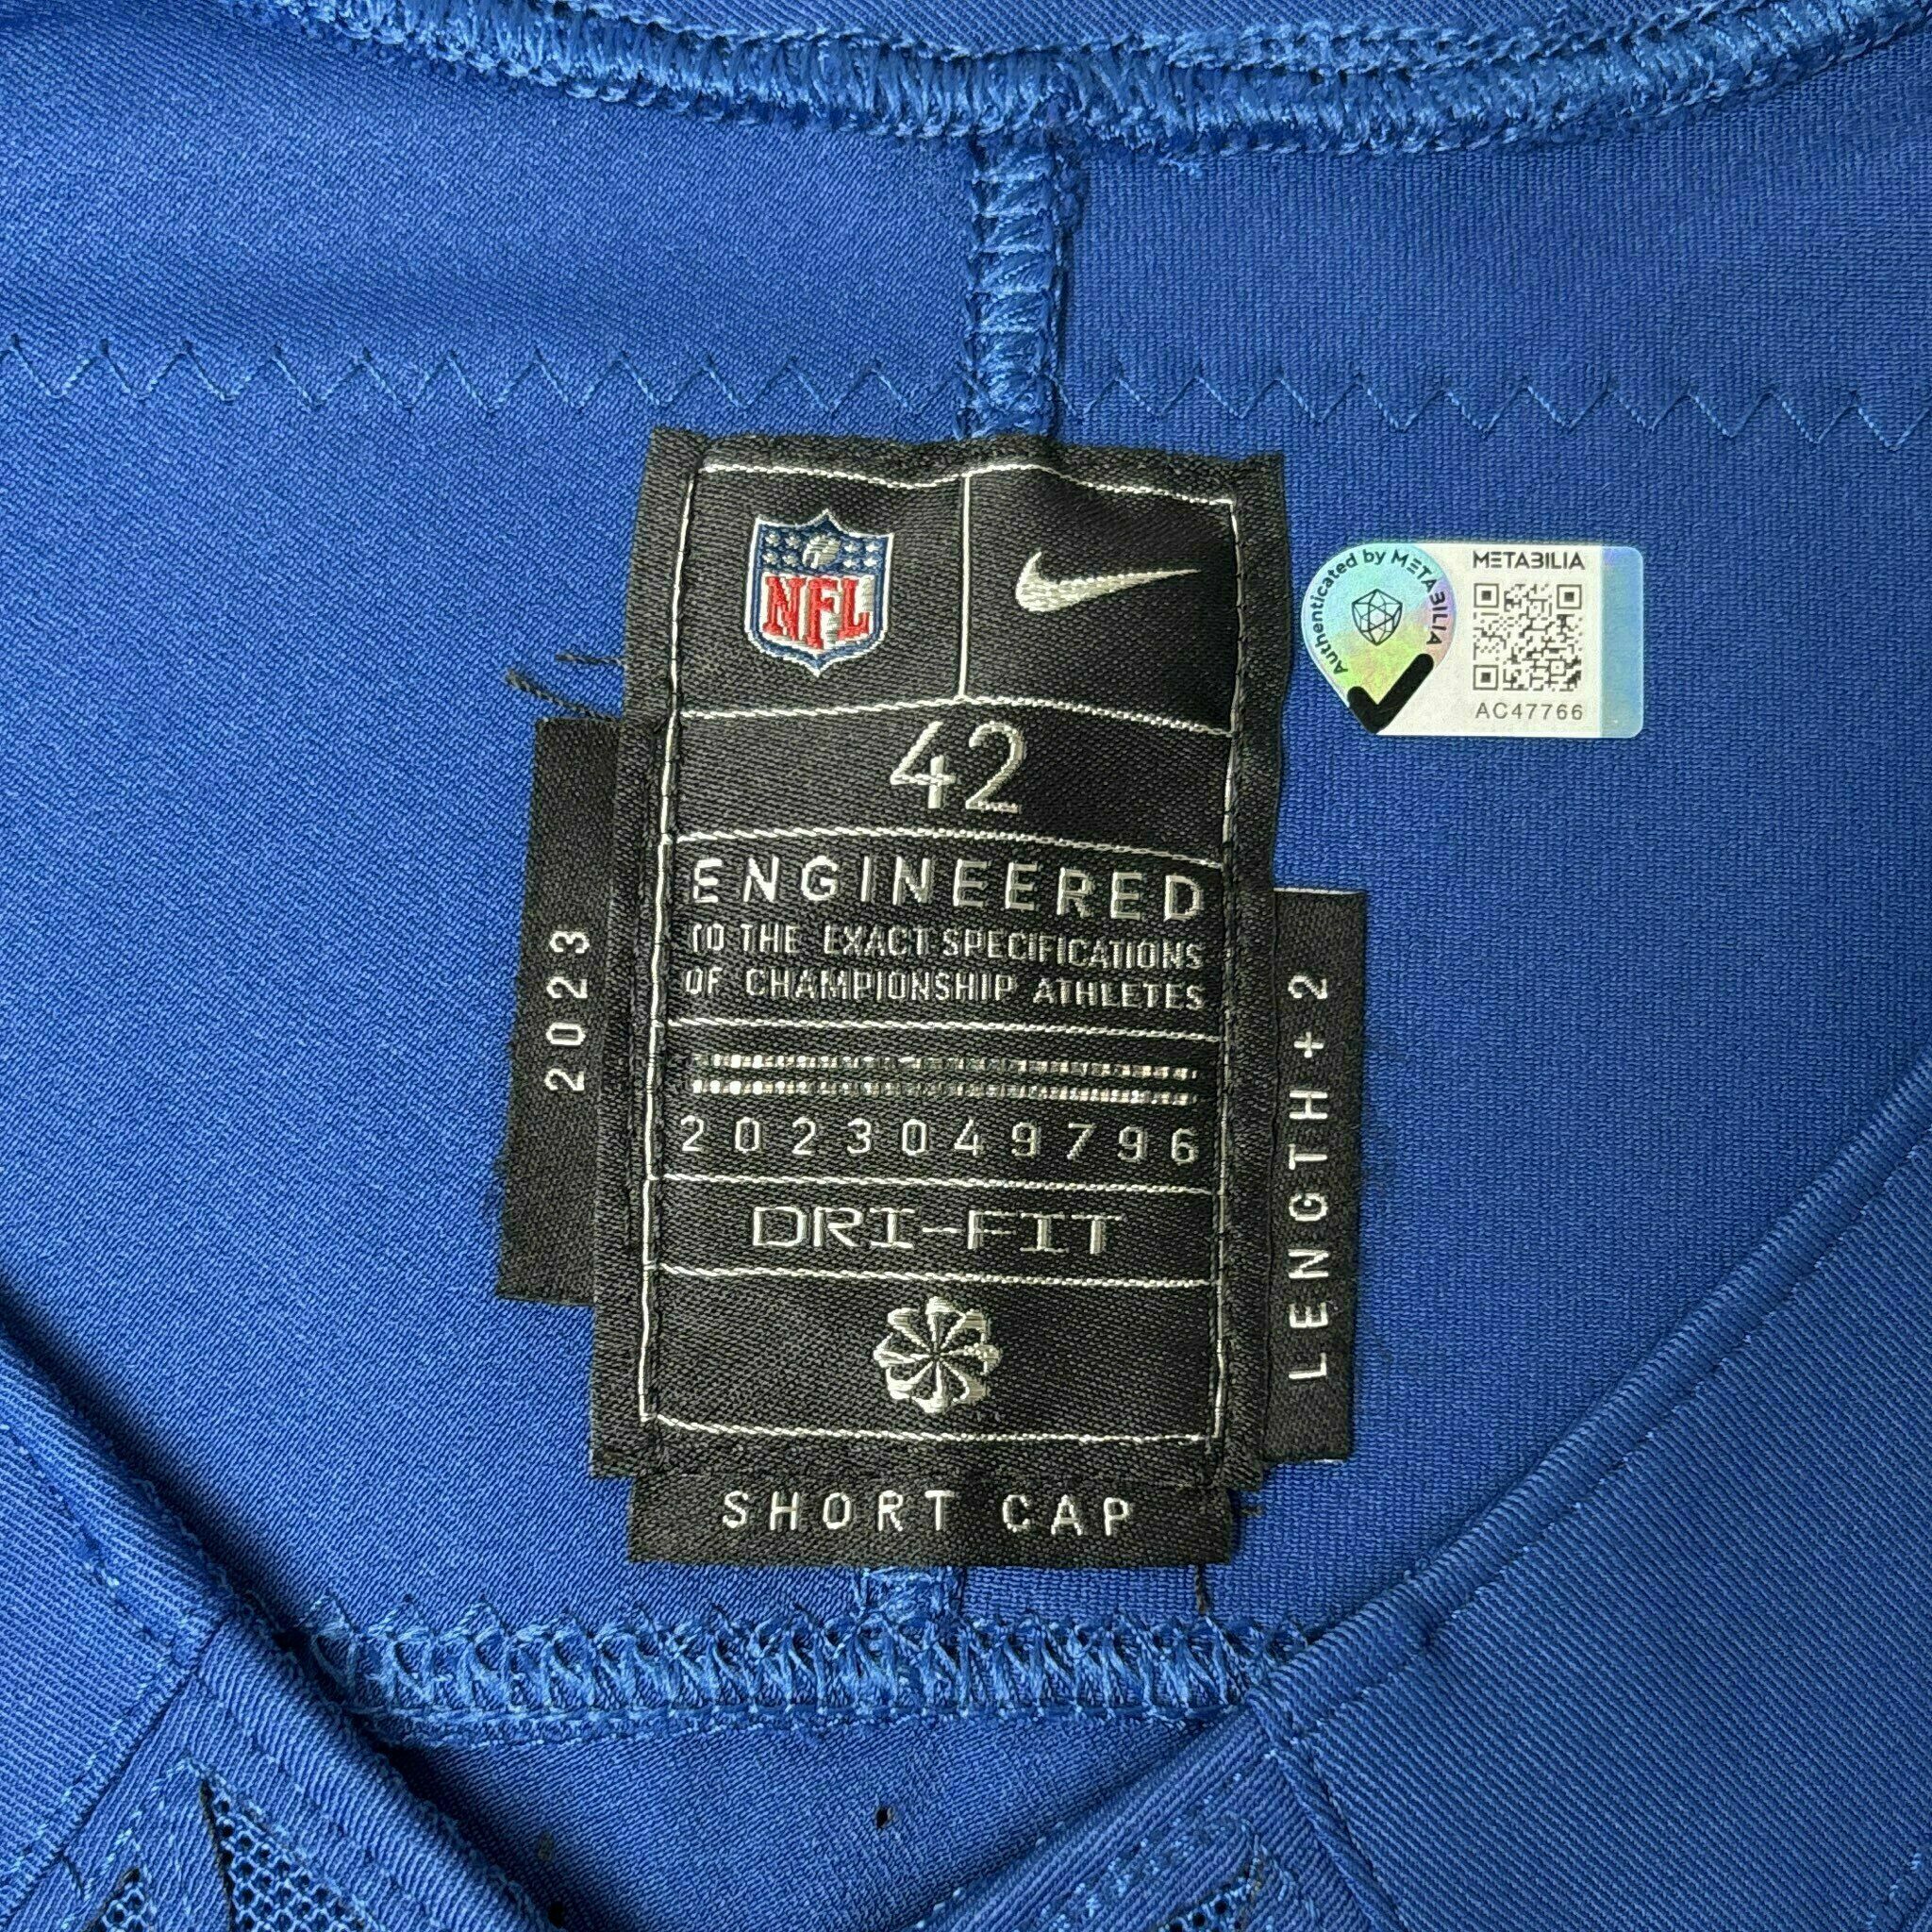 NFL
42
ENGINEERED
TO THE EXACT SPECIFICATIONS
OF CHAMPIONSHIP ATHLETES
2023049796
DRI-FIT
SHORT CAP
2023
LENGTH+2
Authenticated by METABILIA
METABILIA
AC47766